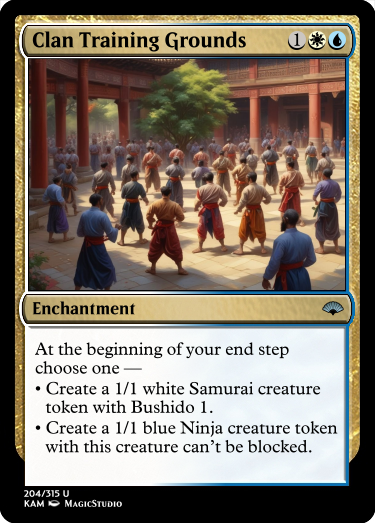 Clan Training Grounds 1
Enchantment
At the beginning of your end step
choose one —
• Create a 1/1 white Samurai creature
token with Bushido 1.
• Create a 1/1 blue Ninja creature token
with this creature can't be blocked.
204/315 U
KAM MagicStudio